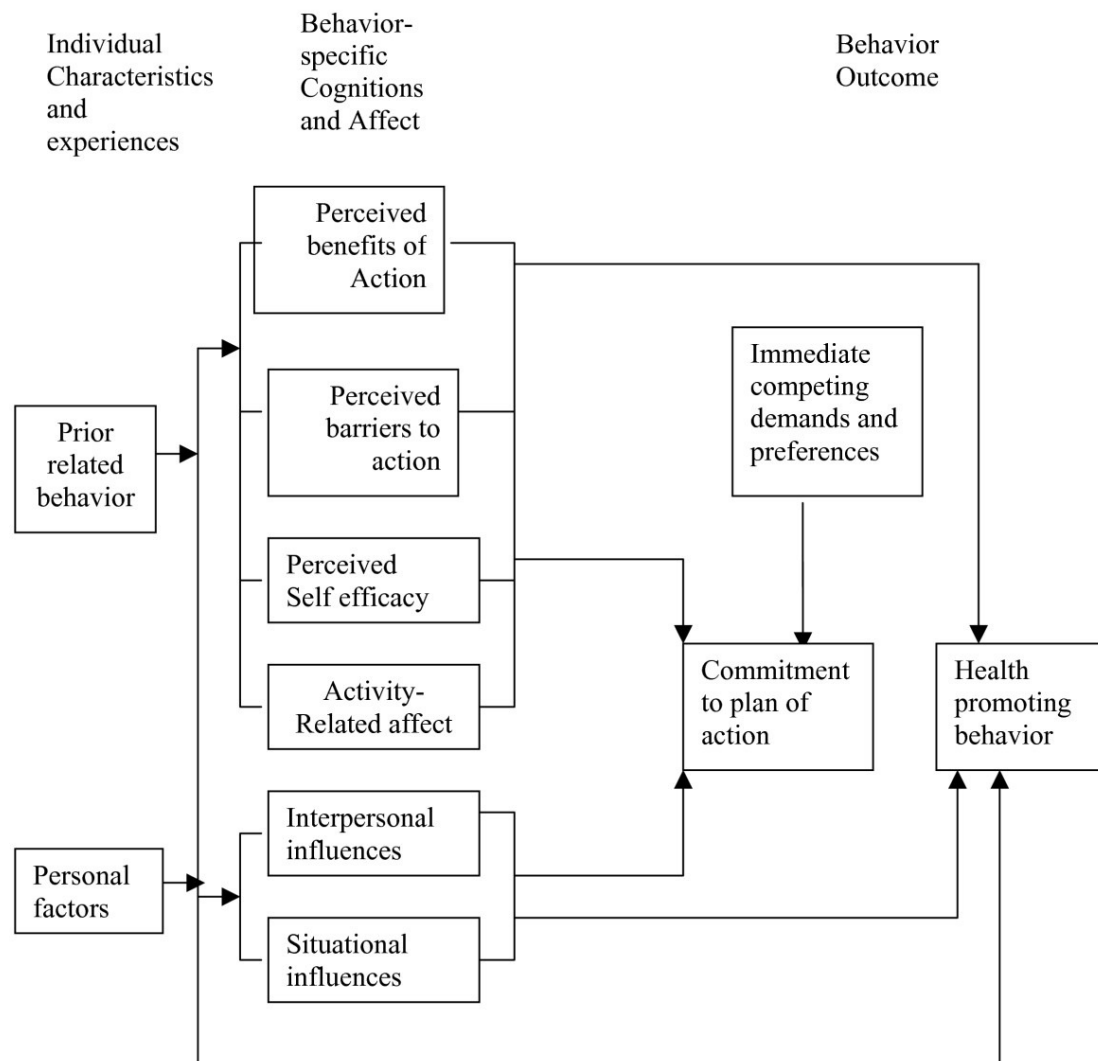 Individual
Characteristics
and
experiences
Behavior-
specific
Cognitions
and Affect
Behavior
Outcome
Perceived
benefits of
Action
Immediate
competing
demands and
preferences
Perceived
barriers to
action
Prior
related
behavior
Perceived
Self efficacy
Activity-
Related affect
Commitment
to plan of
action
Health
promoting
behavior
Interpersonal
influences
Personal
factors
Situational
influences